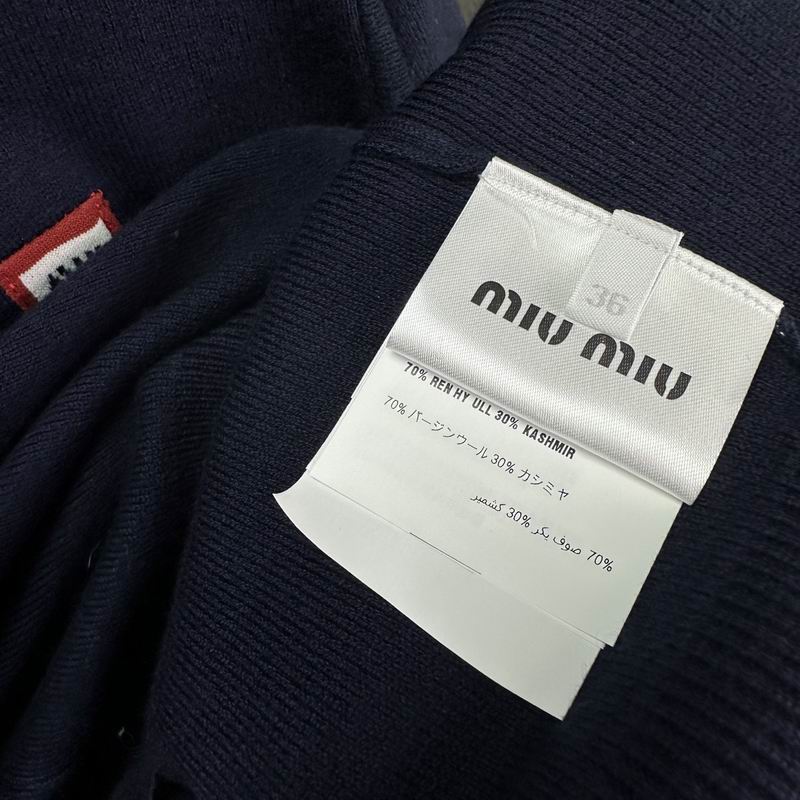 36
miu miu
70% REN HY ULL 30% KASHMIR
70% バージンウール 30% カシミヤ
70% صوف بكر 30% كشمير